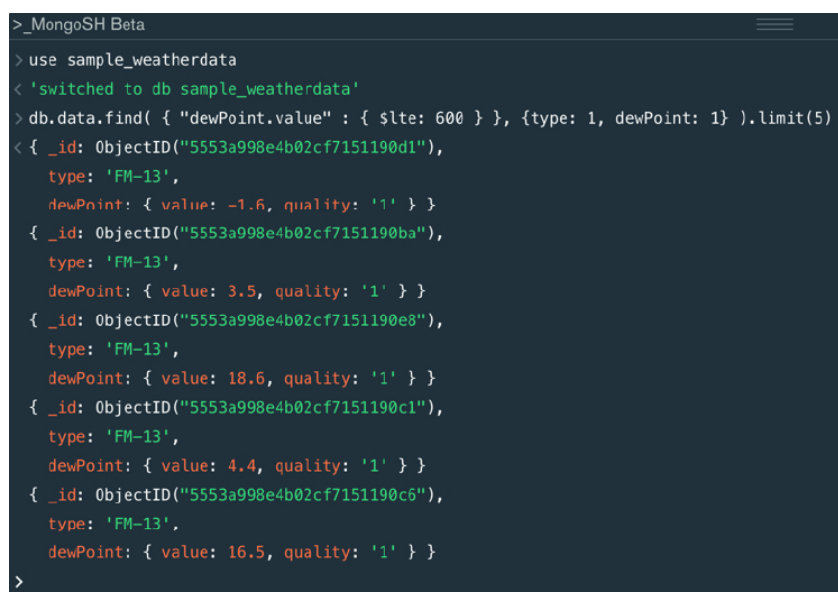 >_MongoSH Beta
> use sample_weatherdata
< 'switched to db sample_weatherdata'
> db.data.find( { "dewPoint.value" : { $lte: 600 } }, {type: 1, dewPoint: 1} ).limit(5)
< { _id: ObjectID("5553a998e4b02cf7151190d1"),
type: 'FM-13',
dewPoint: { value: -1.6, quality: '1' } }
{ _id: ObjectID("5553a998e4b02cf7151190ba"),
type: 'FM-13',
dewPoint: { value: 3.5, quality: '1' } }
{ _id: ObjectID("5553a998e4b02cf7151190e8"),
type: 'FM-13',
dewPoint: { value: 18.6, quality: '1' } }
{ _id: ObjectID("5553a998e4b02cf7151190c1"),
type: 'FM-13',
dewPoint: { value: 4.4, quality: '1' } }
{ _id: ObjectID("5553a998e4b02cf7151190c6"),
type: 'FM-13',
dewPoint: { value: 16.5, quality: '1' } }
>